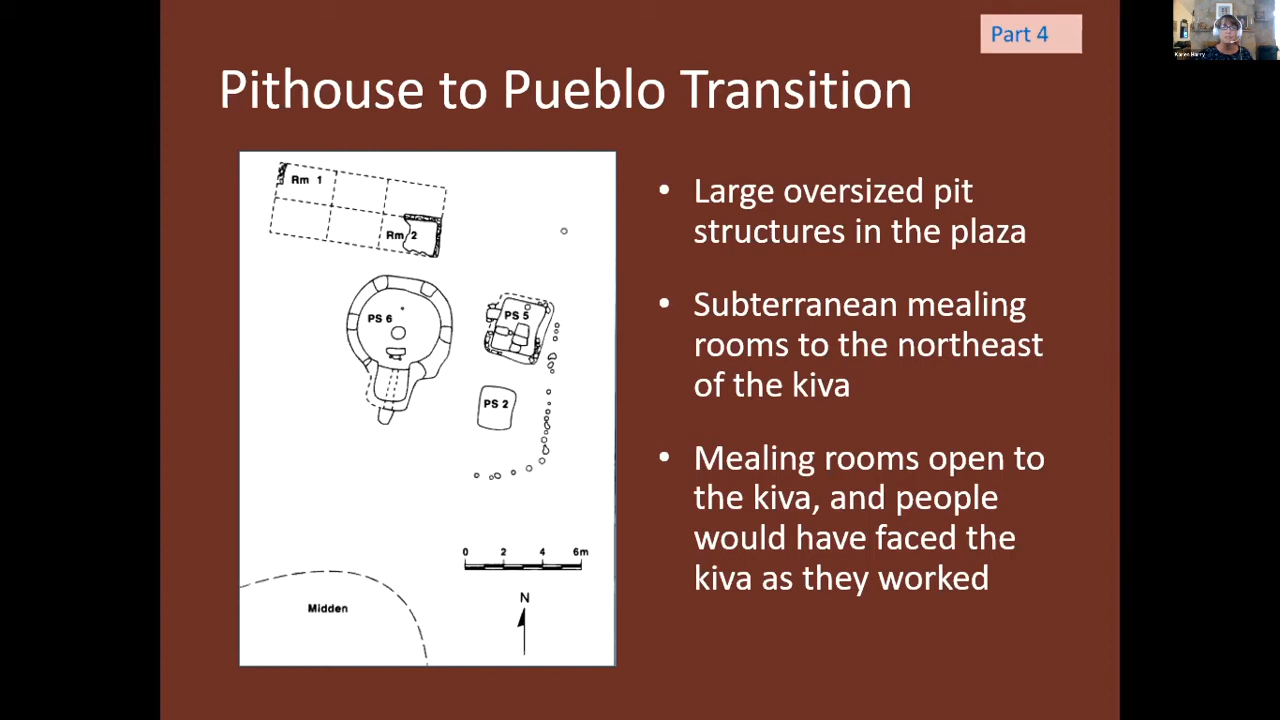 Part 4
Karen Harry
Pithouse to Pueblo Transition
Rm 1
Rm 2
PS 6
PS 5
PS 2
0 2 4 6m
N
Midden
• Large oversized pit
structures in the plaza
• Subterranean mealing
rooms to the northeast
of the kiva
• Mealing rooms open to
the kiva, and people
would have faced the
kiva as they worked